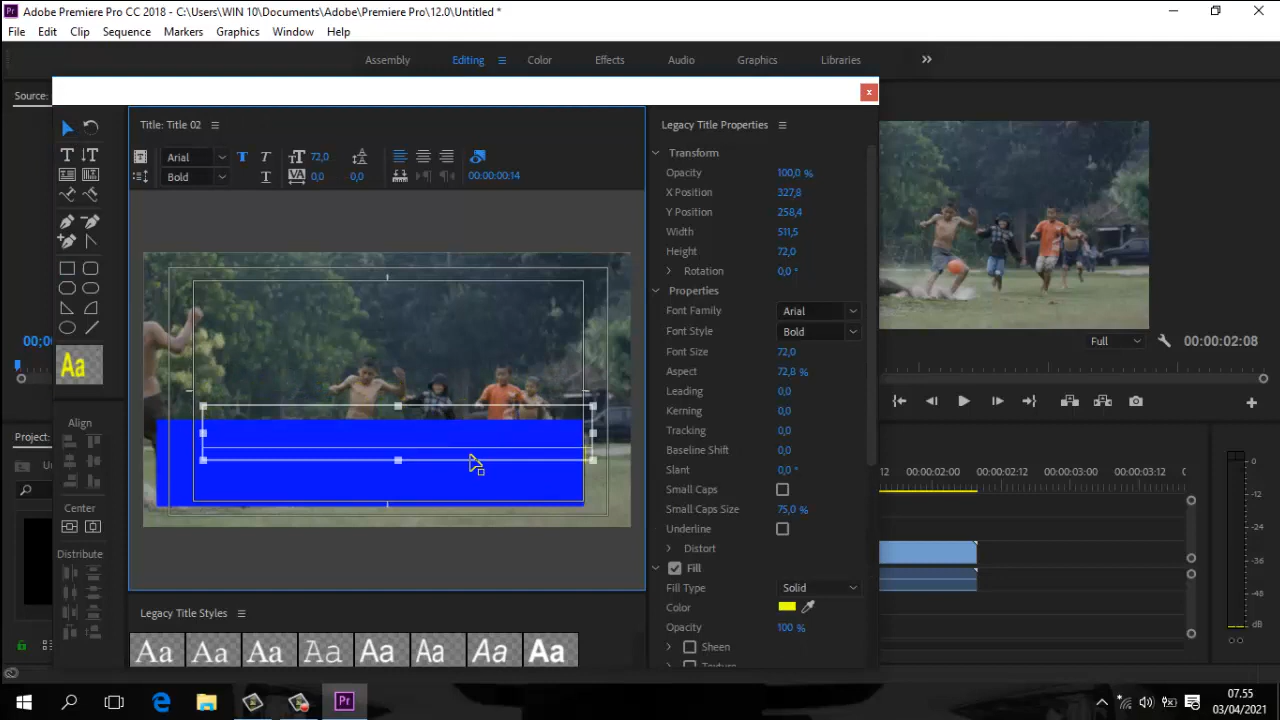 Adobe Premiere Pro CC 2018 - C:\Users\WIN 10\Documents\Adobe\Premiere Pro\12.0\Untitled *
File Edit Clip Sequence Markers Graphics Window Help
Assembly Editing Color Effects Audio Graphics Libraries
Source:
Title: Title 02
Legacy Title Properties
Arial 72,0
Bold 0,0 0,0 00:00:00:14
Transform
Opacity 100,0 %
X Position 327,8
Y Position 258,4
Width 511,5
Height 72,0
Rotation 0,0 °
Properties
Font Family Arial
Font Style Bold
Font Size 72,0
Aspect 72,8 %
Leading 0,0
Kerning 0,0
Tracking 0,0
Baseline Shift 0,0
Slant 0,0 °
Small Caps
Small Caps Size 75,0 %
Underline
Distort
Fill
Fill Type Solid
Color
Opacity 100 %
Sheen
Aa
Align
Center
Distribute
00;0
Project:
Full 00:00:02:08
00:00:02:00 00:00:02:12 00:00:03:00
0
-12
-24
-36
-48
dB
Legacy Title Styles
Aa Aa Aa Aa Aa Aa Aa Aa
07.55
03/04/2021